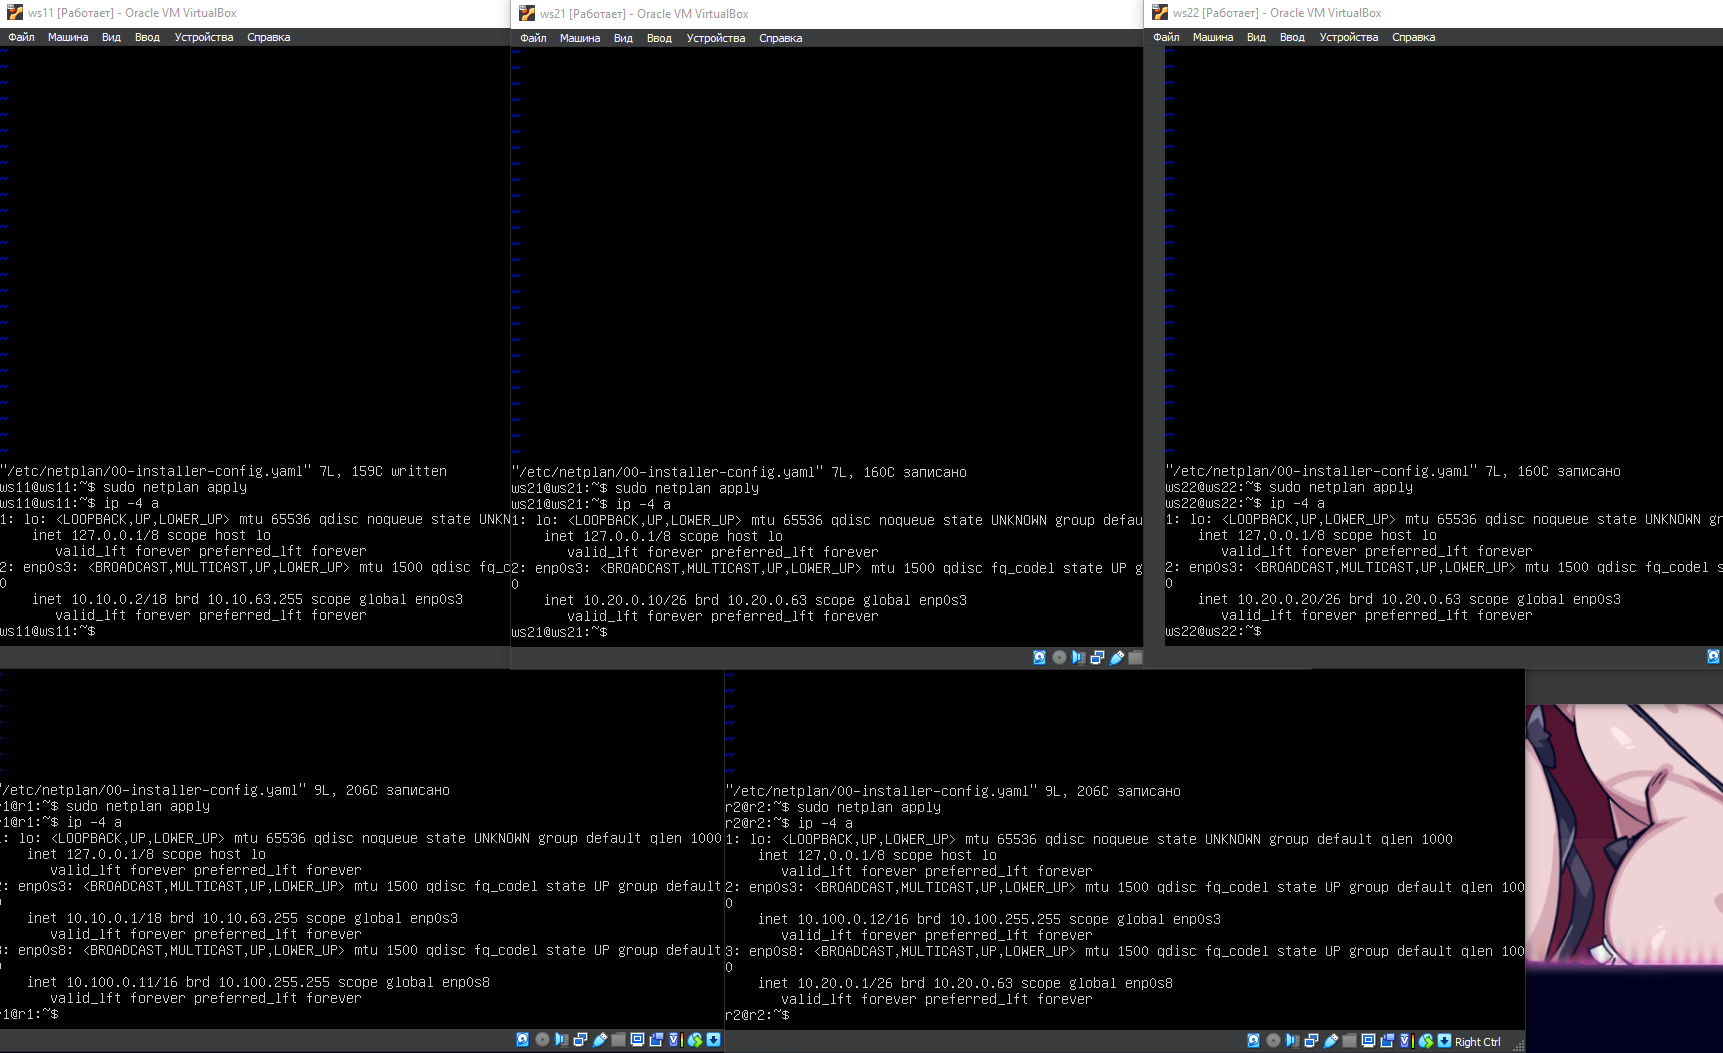 ws11 [Работает] - Oracle VM VirtualBox
Файл Машина Вид Ввод Устройства Справка
"/etc/netplan/00-installer-config.yaml" 7L, 159C written
ws11@ws11:~$ sudo netplan apply
ws11@ws11:~$ ip -4 a
1: lo: <LOOPBACK,UP,LOWER_UP> mtu 65536 qdisc noqueue state UNKN
inet 127.0.0.1/8 scope host lo
valid_lft forever preferred_lft forever
2: enp0s3: <BROADCAST,MULTICAST,UP,LOWER_UP> mtu 1500 qdisc fq_c
0
inet 10.10.0.2/18 brd 10.10.63.255 scope global enp0s3
valid_lft forever preferred_lft forever
ws11@ws11:~$
ws21 [Работает] - Oracle VM VirtualBox
Файл Машина Вид Ввод Устройства Справка
"/etc/netplan/00-installer-config.yaml" 7L, 160C записано
ws21@ws21:~$ sudo netplan apply
ws21@ws21:~$ ip -4 a
1: lo: <LOOPBACK,UP,LOWER_UP> mtu 65536 qdisc noqueue state UNKNOWN group defau
inet 127.0.0.1/8 scope host lo
valid_lft forever preferred_lft forever
2: enp0s3: <BROADCAST,MULTICAST,UP,LOWER_UP> mtu 1500 qdisc fq_codel state UP g
0
inet 10.20.0.10/26 brd 10.20.0.63 scope global enp0s3
valid_lft forever preferred_lft forever
ws21@ws21:~$
ws22 [Работает] - Oracle VM VirtualBox
Файл Машина Вид Ввод Устройства Справка
"/etc/netplan/00-installer-config.yaml" 7L, 160C записано
ws22@ws22:~$ sudo netplan apply
ws22@ws22:~$ ip -4 a
1: lo: <LOOPBACK,UP,LOWER_UP> mtu 65536 qdisc noqueue state UNKNOWN gr
inet 127.0.0.1/8 scope host lo
valid_lft forever preferred_lft forever
2: enp0s3: <BROADCAST,MULTICAST,UP,LOWER_UP> mtu 1500 qdisc fq_codel s
0
inet 10.20.0.20/26 brd 10.20.0.63 scope global enp0s3
valid_lft forever preferred_lft forever
ws22@ws22:~$
"/etc/netplan/00-installer-config.yaml" 9L, 206C записано
r1@r1:~$ sudo netplan apply
r1@r1:~$ ip -4 a
1: lo: <LOOPBACK,UP,LOWER_UP> mtu 65536 qdisc noqueue state UNKNOWN group default qlen 1000
inet 127.0.0.1/8 scope host lo
valid_lft forever preferred_lft forever
2: enp0s3: <BROADCAST,MULTICAST,UP,LOWER_UP> mtu 1500 qdisc fq_codel state UP group default
0
inet 10.10.0.1/18 brd 10.10.63.255 scope global enp0s3
valid_lft forever preferred_lft forever
3: enp0s8: <BROADCAST,MULTICAST,UP,LOWER_UP> mtu 1500 qdisc fq_codel state UP group default
0
inet 10.100.0.11/16 brd 10.100.255.255 scope global enp0s8
valid_lft forever preferred_lft forever
r1@r1:~$
"/etc/netplan/00-installer-config.yaml" 9L, 206C записано
r2@r2:~$ sudo netplan apply
r2@r2:~$ ip -4 a
1: lo: <LOOPBACK,UP,LOWER_UP> mtu 65536 qdisc noqueue state UNKNOWN group default qlen 1000
inet 127.0.0.1/8 scope host lo
valid_lft forever preferred_lft forever
2: enp0s3: <BROADCAST,MULTICAST,UP,LOWER_UP> mtu 1500 qdisc fq_codel state UP group default qlen 100
0
inet 10.100.0.12/16 brd 10.100.255.255 scope global enp0s3
valid_lft forever preferred_lft forever
3: enp0s8: <BROADCAST,MULTICAST,UP,LOWER_UP> mtu 1500 qdisc fq_codel state UP group default qlen 100
0
inet 10.20.0.1/26 brd 10.20.0.63 scope global enp0s8
valid_lft forever preferred_lft forever
r2@r2:~$
Right Ctrl